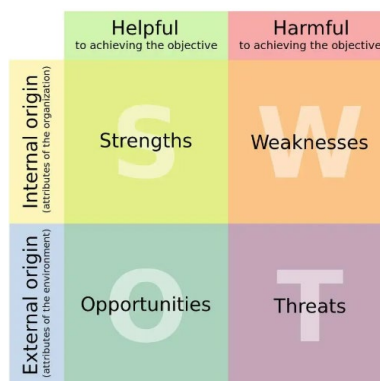 Helpful
to achieving the objective
Harmful
to achieving the objective
Internal origin
(attributes of the organization)
S
Strengths
W
Weaknesses
External origin
(attributes of the environment)
O
Opportunities
T
Threats